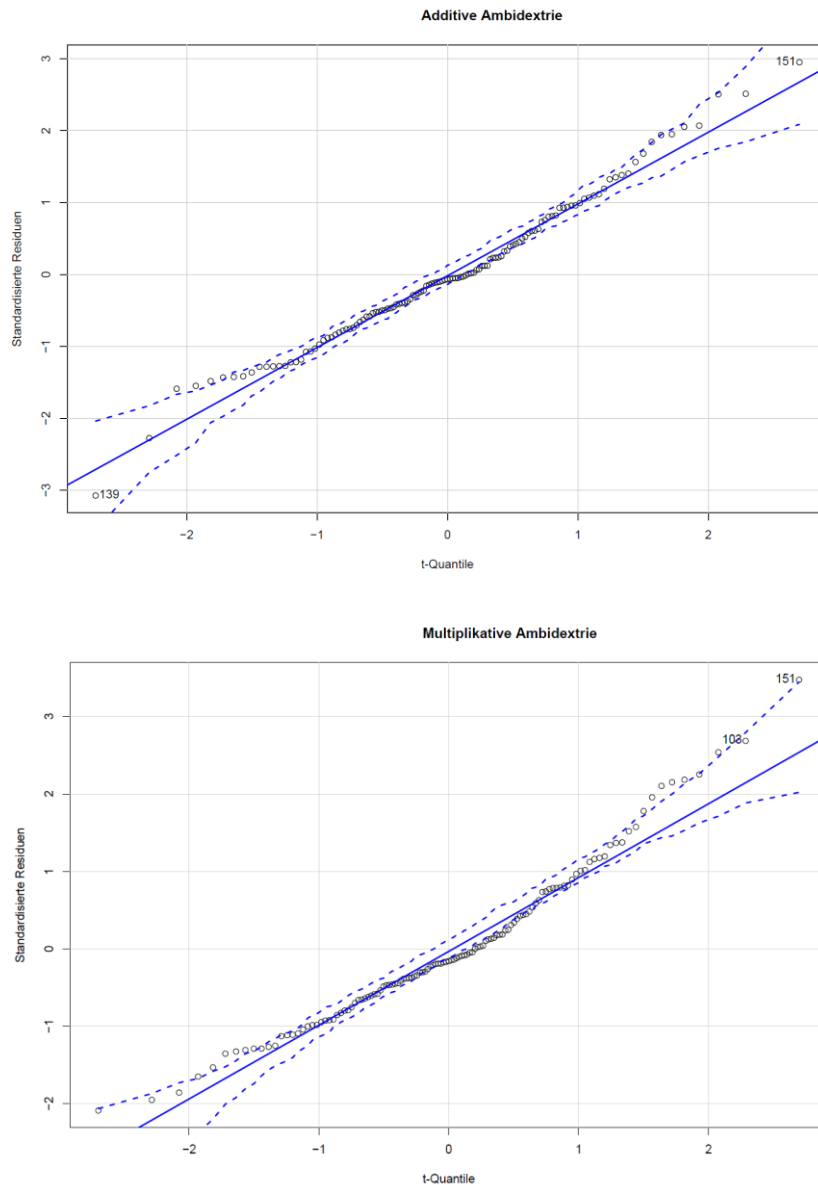 Additive Ambidextrie
Standardisierte Residuen
3
2
1
0
−1
−2
−3
151
139
−2 −1 0 1 2
t-Quantile
Multiplikative Ambidextrie
Standardisierte Residuen
3
2
1
0
−1
−2
151
103
−2 −1 0 1 2
t-Quantile